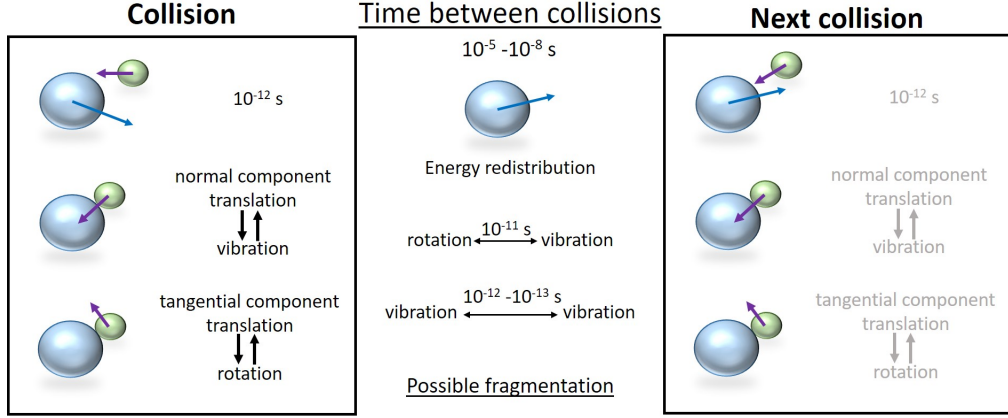 Collision
10⁻¹² s
normal component
translation
vibration
tangential component
translation
rotation
Time between collisions
10⁻⁵ -10⁻⁸ s
Energy redistribution
10⁻¹¹ s
rotation vibration
10⁻¹² -10⁻¹³ s
vibration vibration
Possible fragmentation
Next collision
10⁻¹² s
normal component
translation
vibration
tangential component
translation
rotation